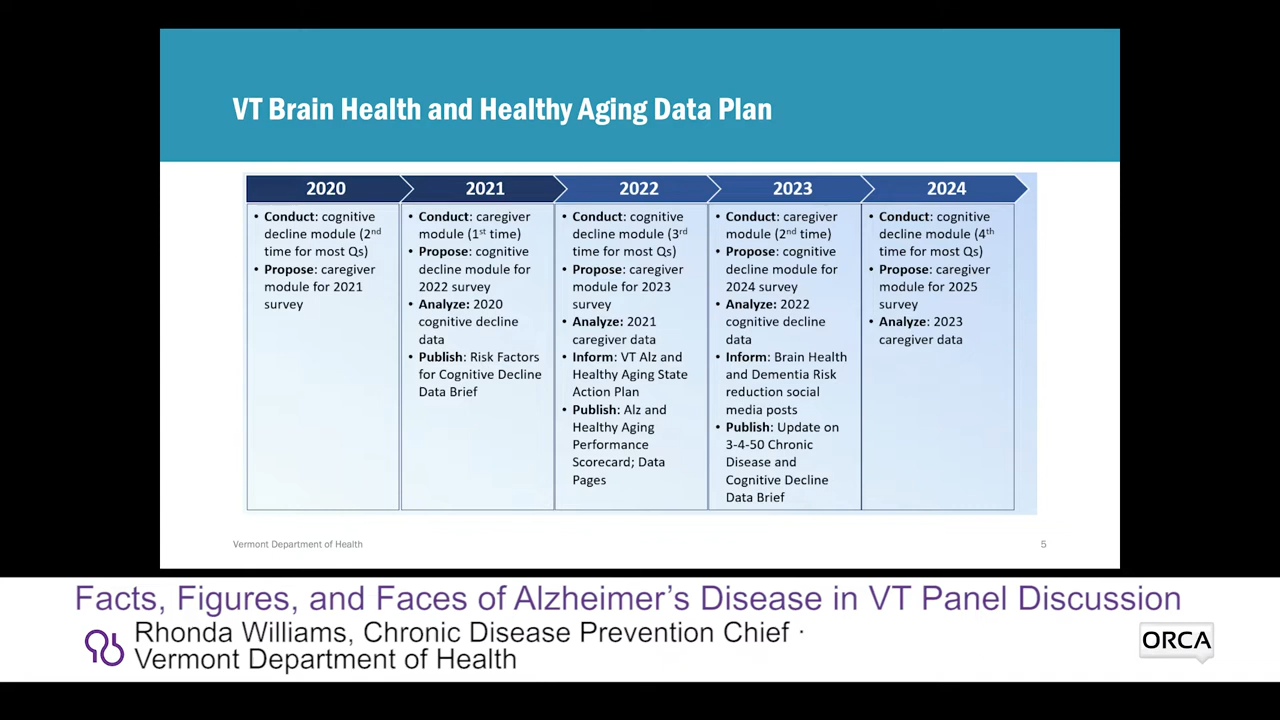 VT Brain Health and Healthy Aging Data Plan
2020
• Conduct: cognitive
decline module (2nd
time for most Qs)
• Propose: caregiver
module for 2021
survey
2021
• Conduct: caregiver
module (1st time)
• Propose: cognitive
decline module for
2022 survey
• Analyze: 2020
cognitive decline
data
• Publish: Risk Factors
for Cognitive Decline
Data Brief
2022
• Conduct: cognitive
decline module (3rd
time for most Qs)
• Propose: caregiver
module for 2023
survey
• Analyze: 2021
caregiver data
• Inform: VT Alz and
Healthy Aging State
Action Plan
• Publish: Alz and
Healthy Aging
Performance
Scorecard; Data
Pages
2023
• Conduct: caregiver
module (2nd time)
• Propose: cognitive
decline module for
2024 survey
• Analyze: 2022
cognitive decline
data
• Inform: Brain Health
and Dementia Risk
reduction social
media posts
• Publish: Update on
3-4-50 Chronic
Disease and
Cognitive Decline
Data Brief
2024
• Conduct: cognitive
decline module (4th
time for most Qs)
• Propose: caregiver
module for 2025
survey
• Analyze: 2023
caregiver data
Vermont Department of Health
5
Facts, Figures, and Faces of Alzheimer's Disease in VT Panel Discussion
Rhonda Williams, Chronic Disease Prevention Chief ·
Vermont Department of Health
ORCA